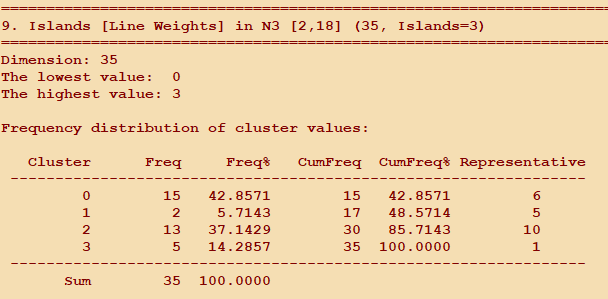 ==============================================================================
9. Islands [Line Weights] in N3 [2,18] (35, Islands=3)
==============================================================================
Dimension: 35
The lowest value:  0
The highest value: 3
Frequency distribution of cluster values:
Cluster Freq Freq% CumFreq CumFreq% Representative
----------------------------------------------------------------
0 15 42.8571 15 42.8571 6
1 2 5.7143 17 48.5714 5
2 13 37.1429 30 85.7143 10
3 5 14.2857 35 100.0000 1
----------------------------------------------------------------
Sum 35 100.0000